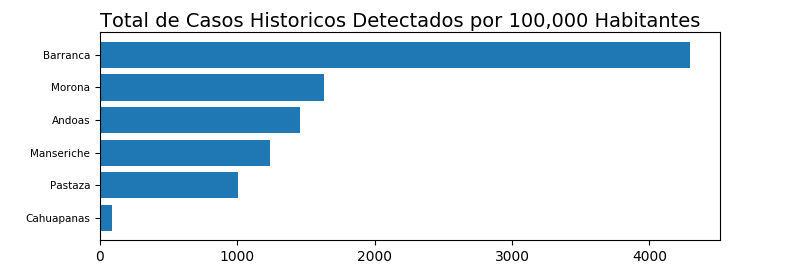 Total de Casos Historicos Detectados por 100,000 Habitantes
Barranca
Morona
Andoas
Manseriche
Pastaza
Cahuapanas
0 1000 2000 3000 4000